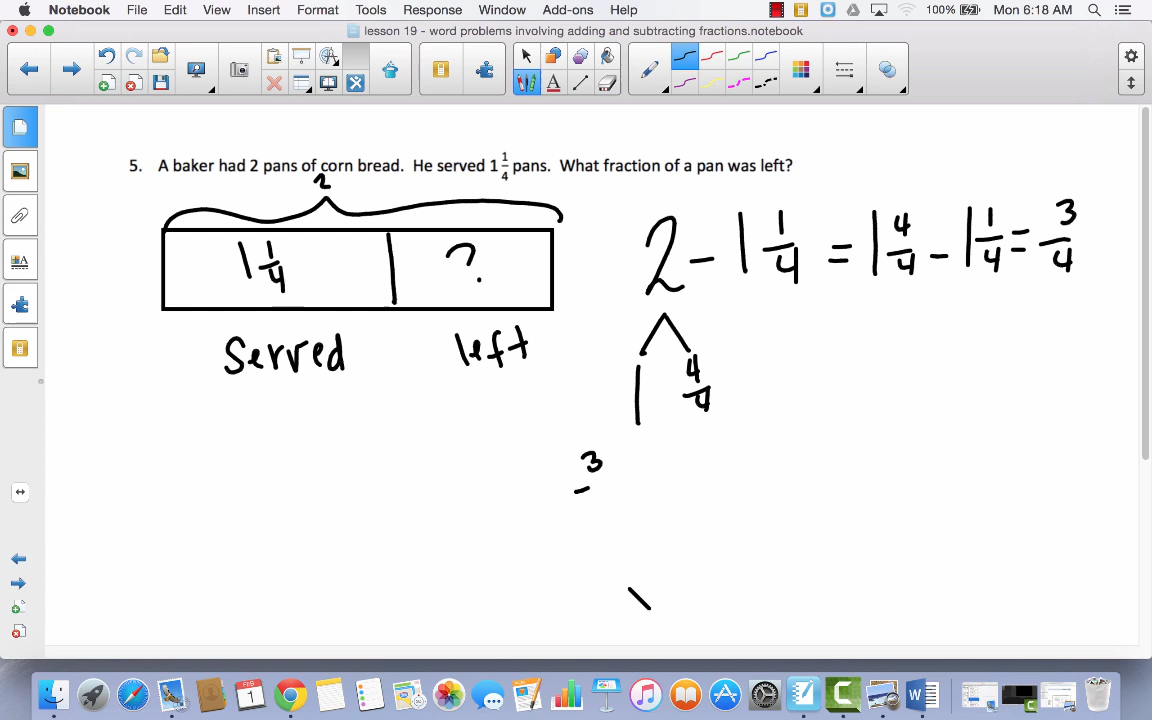 Notebook File Edit View Insert Format Tools Response Window Add-ons Help 100% Mon 6:18 AM
lesson 19 - word problems involving adding and subtracting fractions.notebook
5. A baker had 2 pans of corn bread. He served 1 1/4 pans. What fraction of a pan was left?
2
1 1/4 ?
served left
2 - 1 1/4 = 1 4/4 - 1 1/4 = 3/4
1 4/4
3
FEB
1